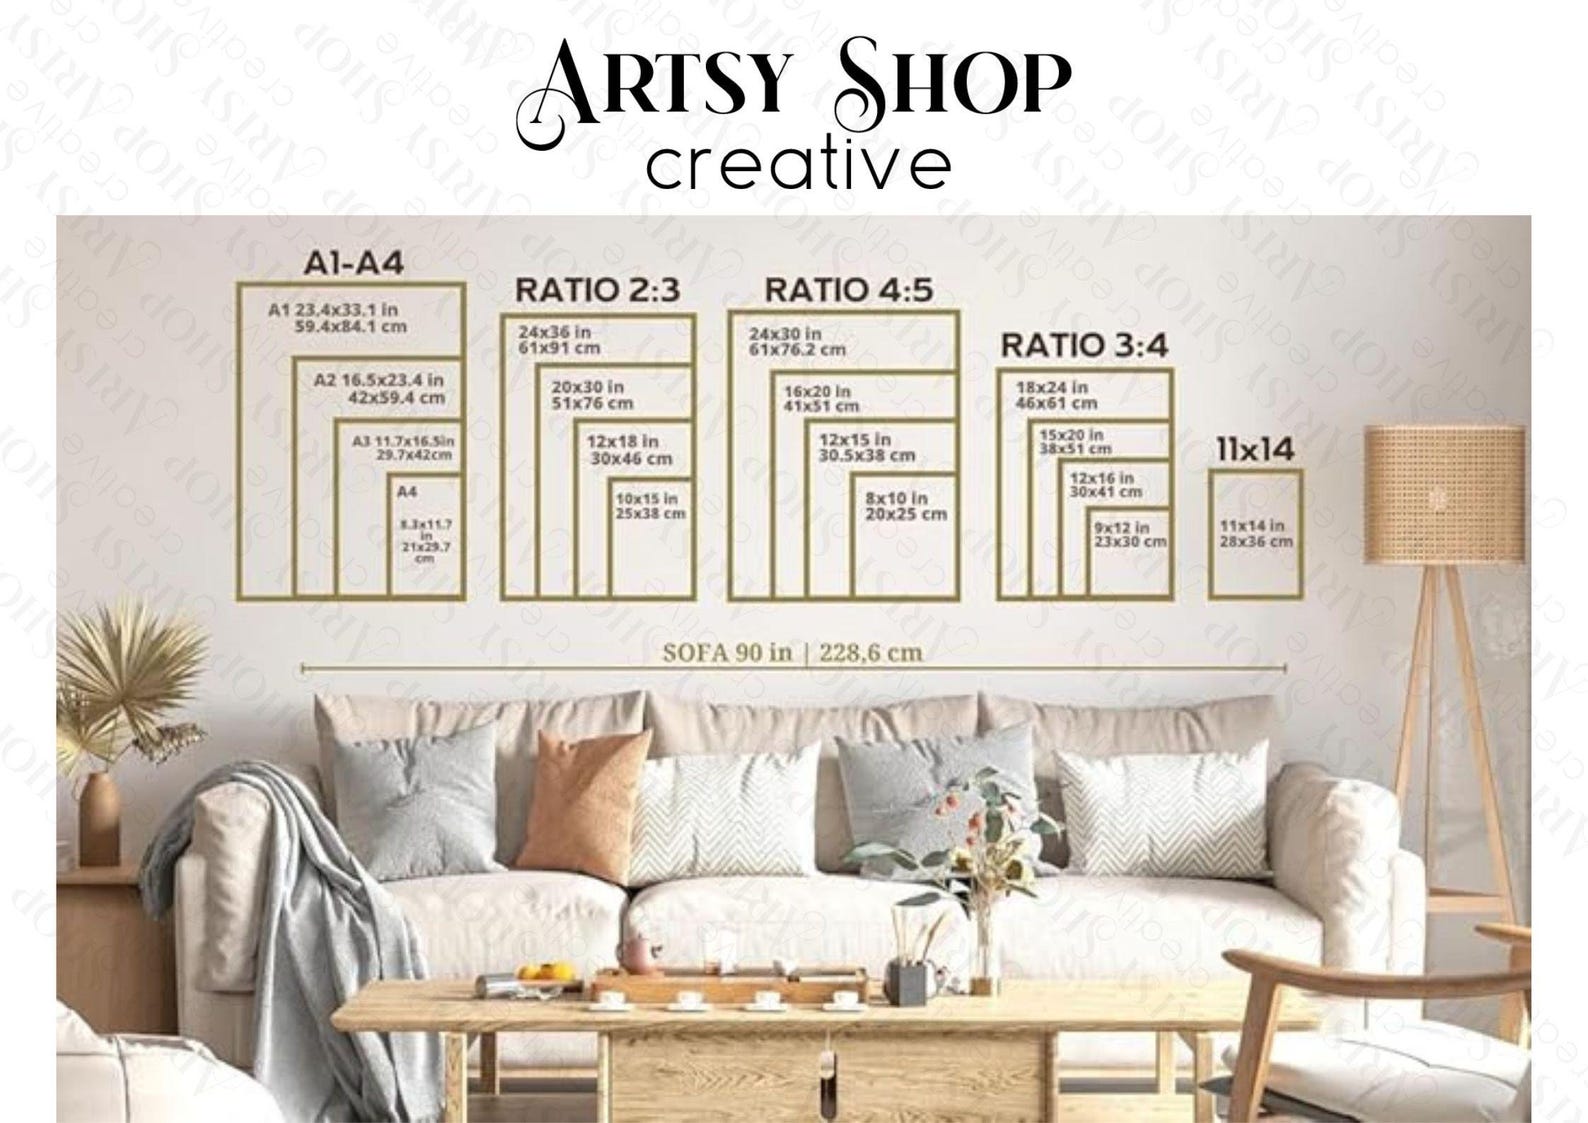 ARTSY SHOP
creative
A1-A4
A1 23.4x33.1 in
59.4x84.1 cm
A2 16.5x23.4 in
42x59.4 cm
A3 11.7x16.5in
29.7x42cm
A4
8.3x11.7
in
21x29.7
cm
RATIO 2:3
24x36 in
61x91 cm
20x30 in
51x76 cm
12x18 in
30x46 cm
10x15 in
25x38 cm
RATIO 4:5
24x30 in
61x76.2 cm
16x20 in
41x51 cm
12x15 in
30.5x38 cm
8x10 in
20x25 cm
RATIO 3:4
18x24 in
46x61 cm
15x20 in
38x51 cm
12x16 in
30x41 cm
9x12 in
23x30 cm
11x14
11x14 in
28x36 cm
SOFA 90 in | 228,6 cm